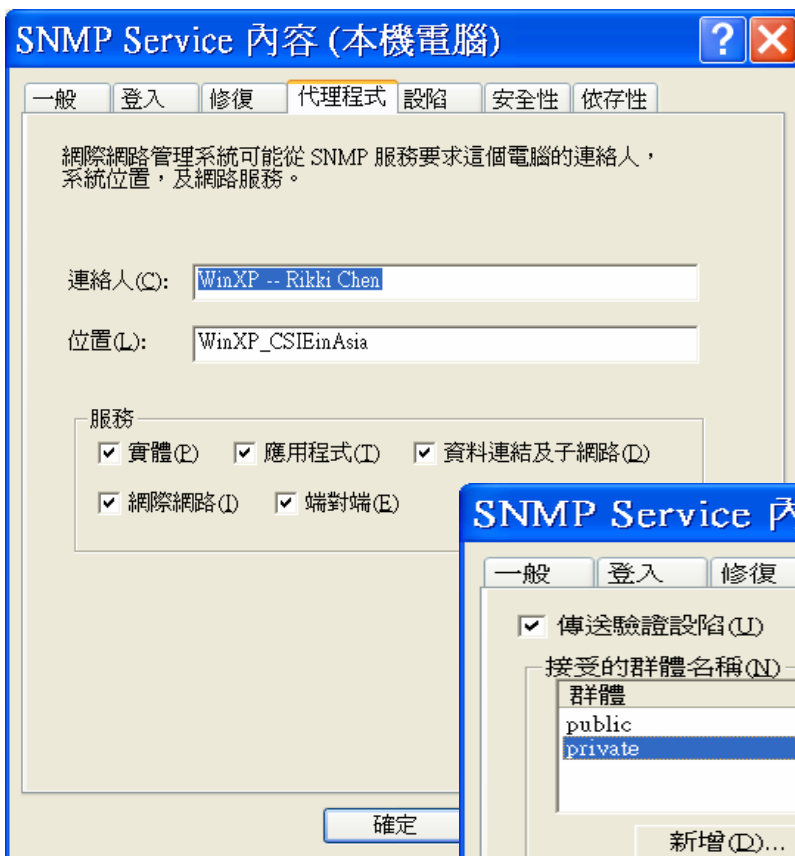 SNMP Service 內容 (本機電腦)
一般 登入 修復 代理程式 設陷 安全性 依存性
網際網路管理系統可能從 SNMP 服務要求這個電腦的連絡人，
系統位置，及網路服務。
連絡人(C): WinXP -- Rikki Chen
位置(L): WinXP_CSIEinAsia
服務
實體(P) 應用程式(T) 資料連結及子網路(D)
網際網路(I) 端對端(E)
確定
SNMP Service
一般 登入 修復
傳送驗證設陷(U)
接受的群體名稱(N)
群體
public
private
新增(D)...